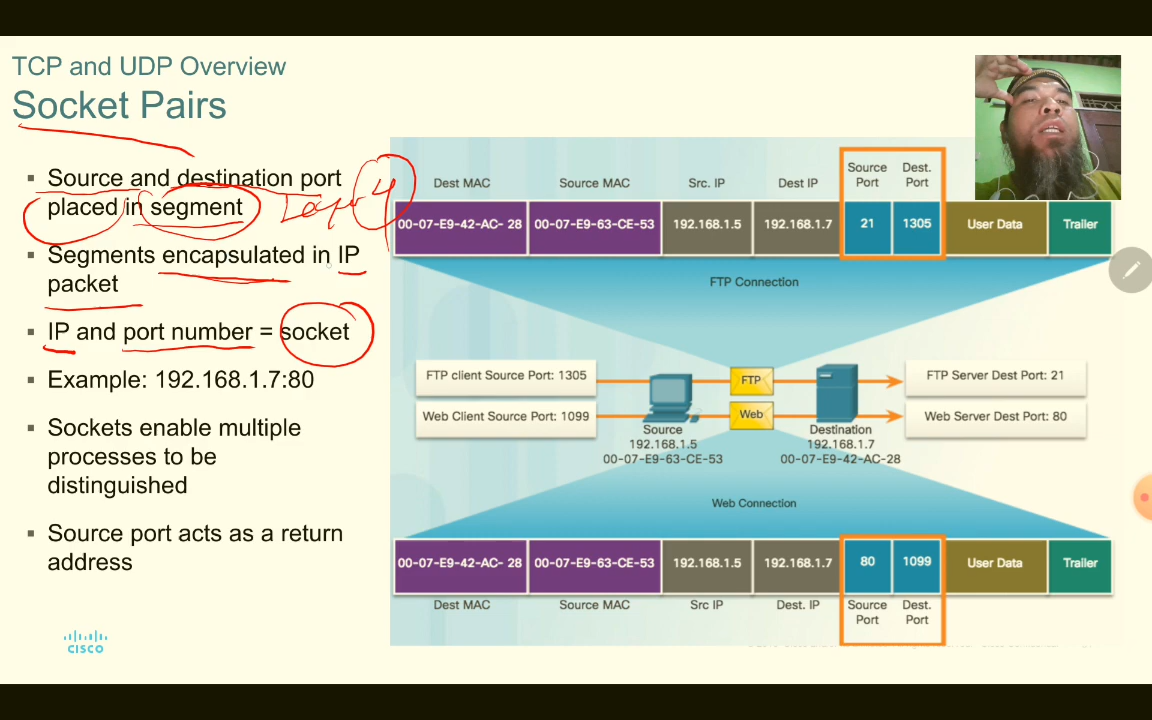 TCP and UDP Overview
Socket Pairs
Source and destination port
placed in segment
Layer 4
Segments encapsulated in IP
packet
IP and port number = socket
Example: 192.168.1.7:80
Sockets enable multiple
processes to be
distinguished
Source port acts as a return
address
CISCO
Dest MAC Source MAC Src. IP Dest IP Source Port Dest. Port
00-07-E9-42-AC- 28 00-07-E9-63-CE-53 192.168.1.5 192.168.1.7 21 1305 User Data Trailer
FTP Connection
FTP client Source Port: 1305 FTP FTP Server Dest Port: 21
Web Client Source Port: 1099 Web Web Server Dest Port: 80
Source Destination
192.168.1.5 192.168.1.7
00-07-E9-63-CE-53 00-07-E9-42-AC-28
Web Connection
00-07-E9-42-AC- 28 00-07-E9-63-CE-53 192.168.1.5 192.168.1.7 80 1099 User Data Trailer
Dest MAC Source MAC Src IP Dest. IP Source Port Dest. Port